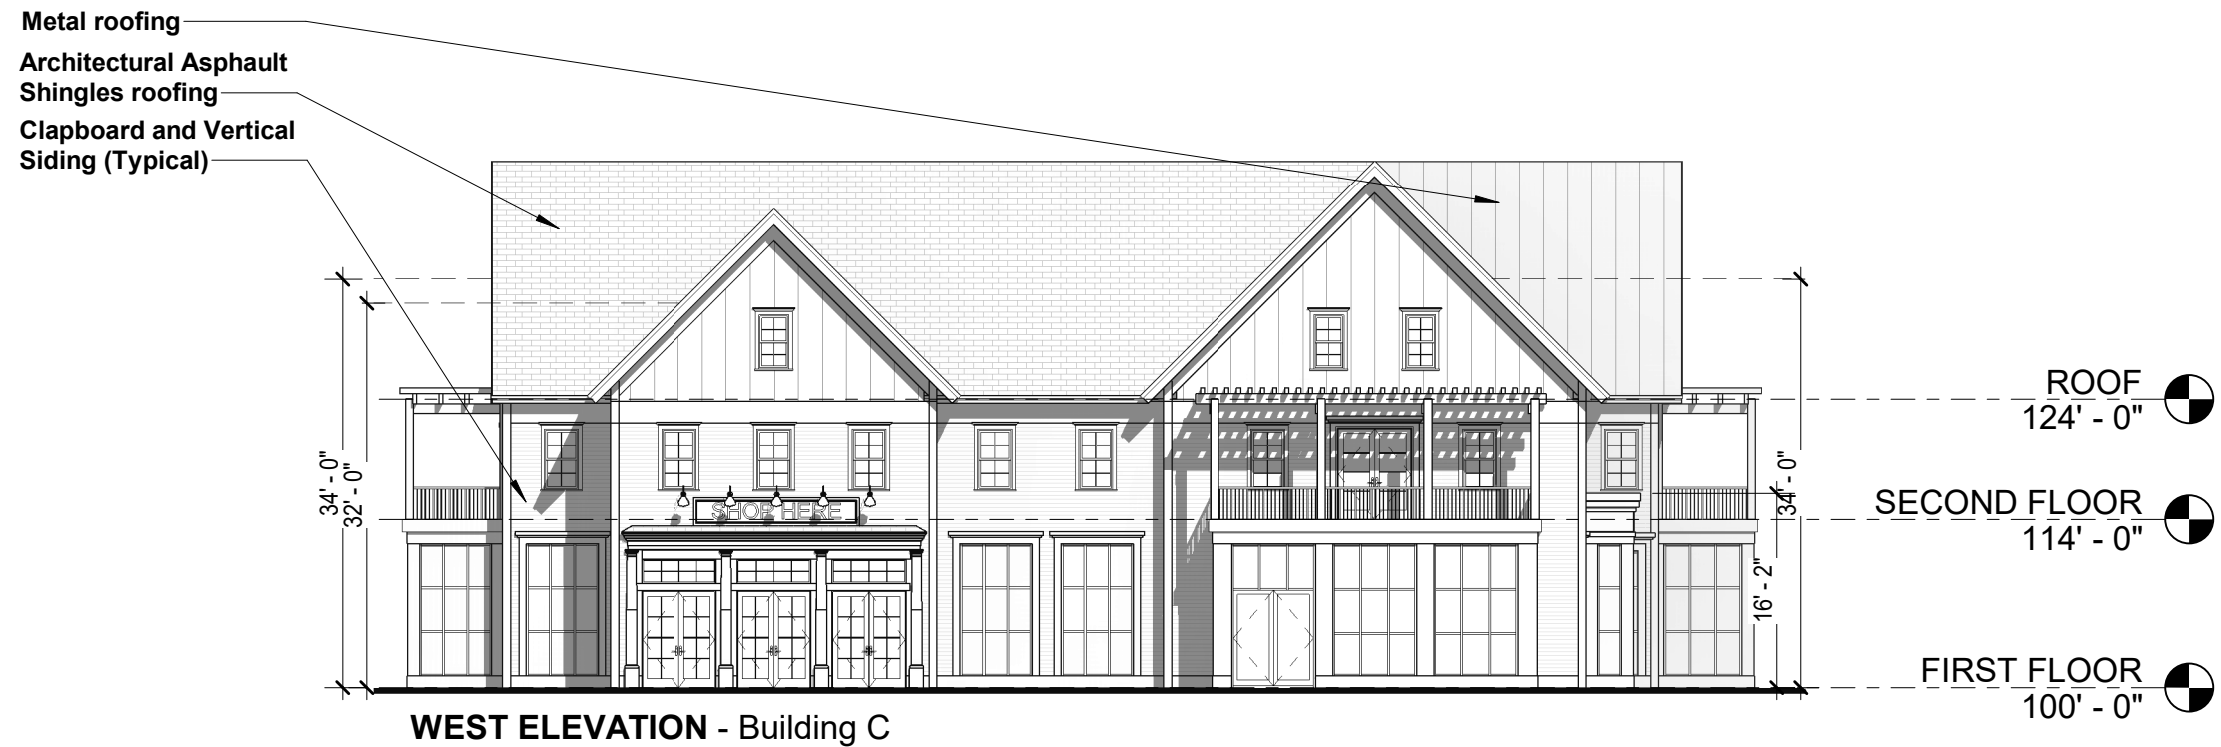 Metal roofing
Architectural Asphault
Shingles roofing
Clapboard and Vertical
Siding (Typical)
34' - 0"
32' - 0"
SHOP HERE
34' - 0"
16' - 2"
ROOF
124' - 0"
SECOND FLOOR
114' - 0"
FIRST FLOOR
100' - 0"
WEST ELEVATION - Building C